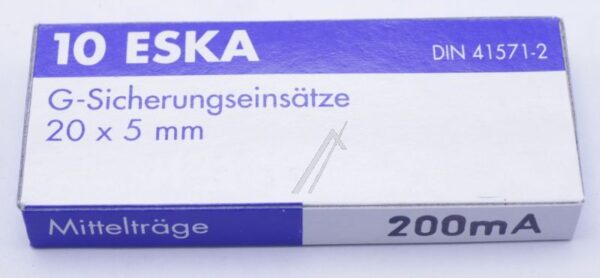 10 ESKA DIN 41571-2
G-Sicherungseinsätze
20 x 5 mm
Mittelträge 200mA